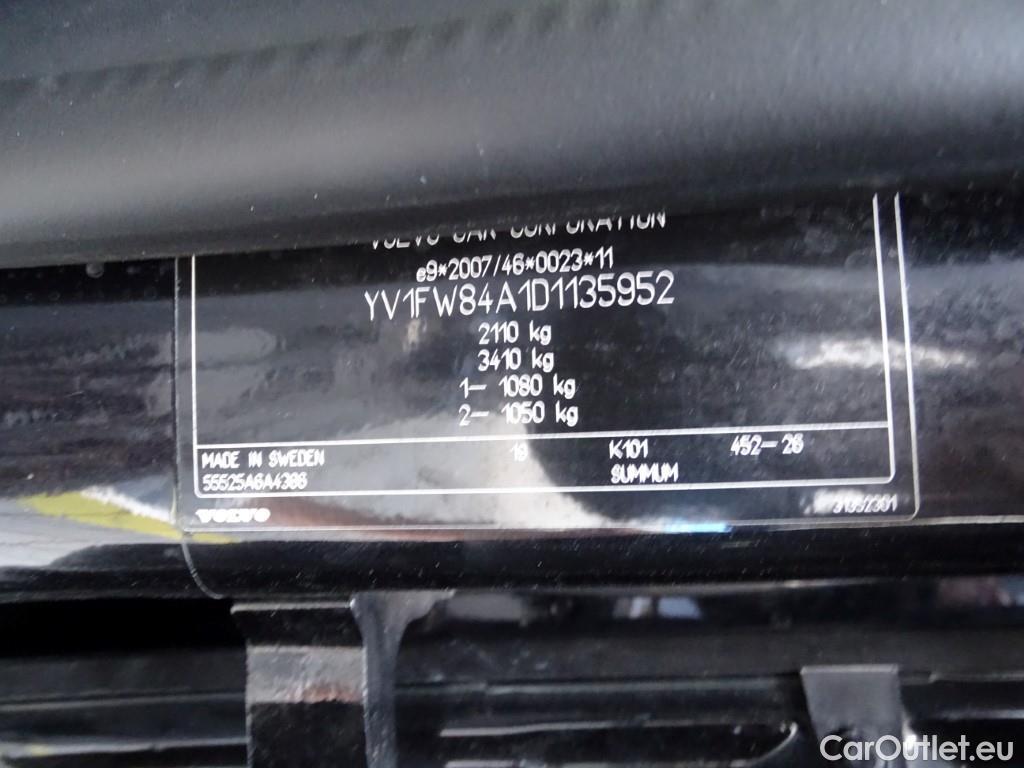 VOLVO CAR CORPORATION
e9*2007/46*0023*11
YV1FW84A1D1135952
2110 kg
3410 kg
1- 1080 kg
2- 1050 kg
MADE IN SWEDEN 19 K101 452-26
55525A6A4386 SUMMUM
VOLVO 31352301
CarOutlet.eu